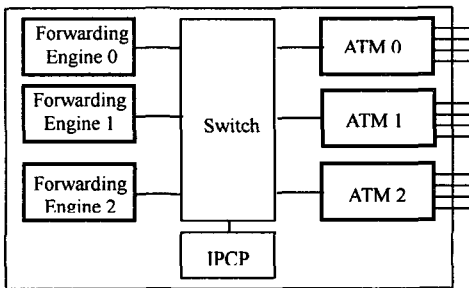 Forwarding
Engine 0
ATM 0
Forwarding
Engine 1
Switch
ATM 1
Forwarding
Engine 2
ATM 2
IPCP